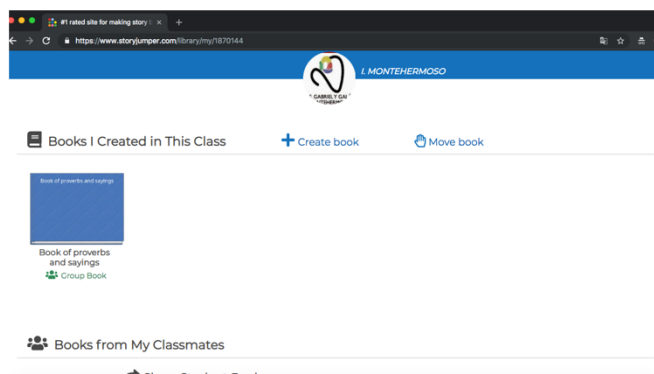 #1 rated site for making story
https://www.storyjumper.com/library/my/1870144
I. MONTEHERMOSO
Books I Created in This Class
Create book
Move book
Book of proverbs and sayings
Book of proverbs
and sayings
Group Book
Books from My Classmates